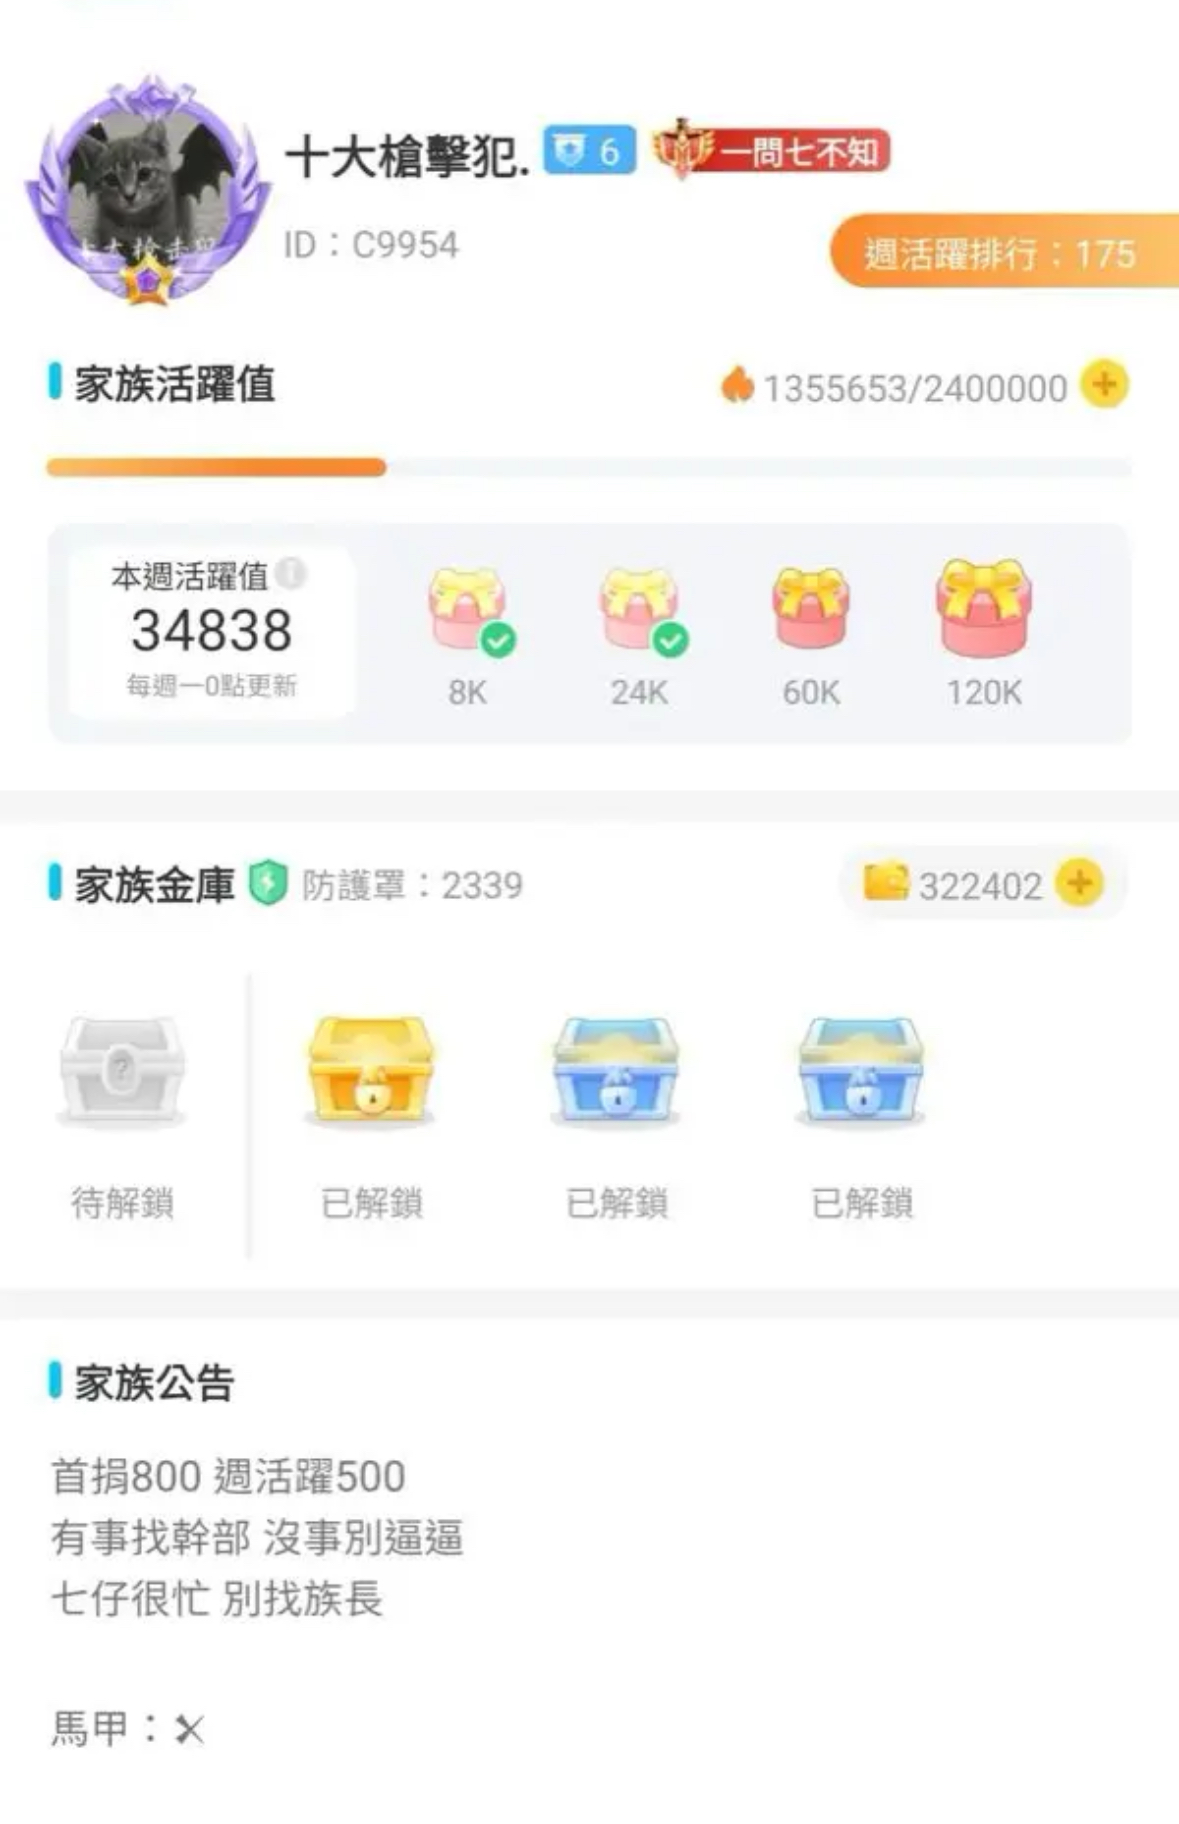 十大槍擊犯.
6
一問七不知
ID：C9954
週活躍排行：175
家族活躍值
1355653/2400000
本週活躍值
34838
每週一0點更新
8K
24K
60K
120K
家族金庫
防護罩：2339
322402
待解鎖
已解鎖
已解鎖
已解鎖
家族公告
首捐800 週活躍500
有事找幹部 沒事別逼逼
七仔很忙 別找族長
馬甲：乂